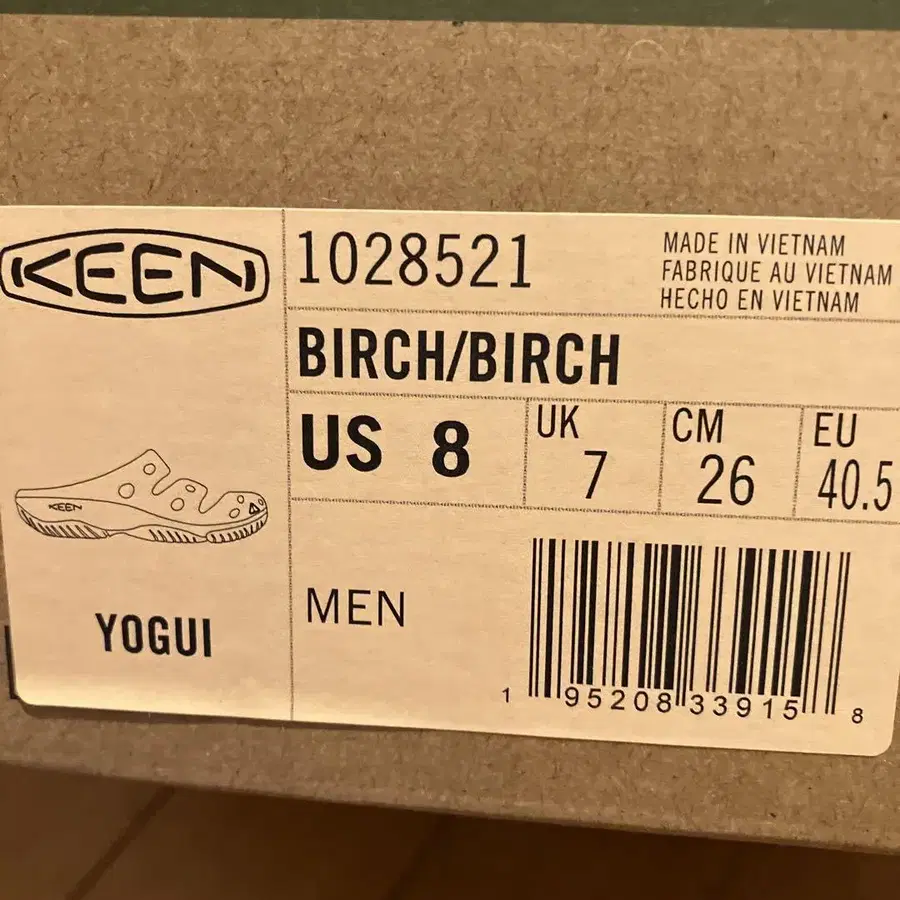 KEEN
1028521
MADE IN VIETNAM
FABRIQUE AU VIETNAM
HECHO EN VIETNAM
BIRCH/BIRCH
US 8
UK 7
CM 26
EU 40.5
KEEN
YOGUI
MEN
1 95208 33915 8